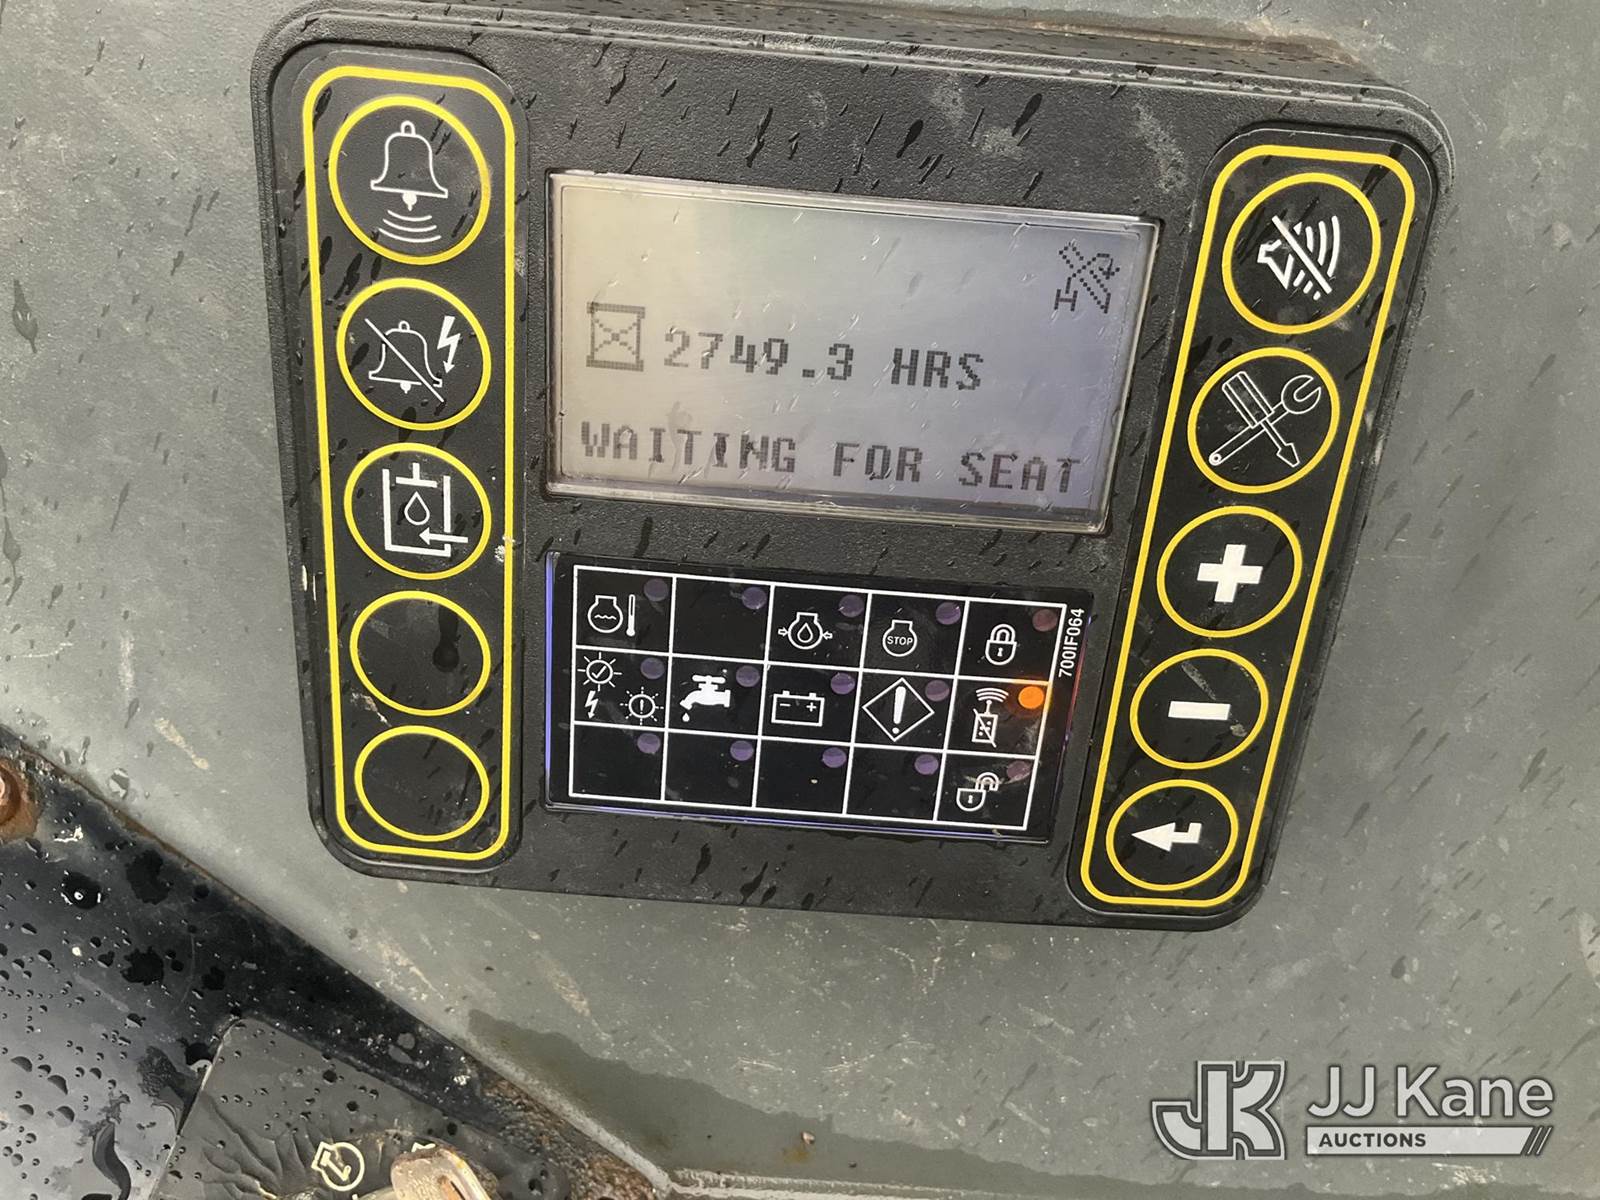 2749.3 HRS
WAITING FOR SEAT
STOP
700IF064
JK JJ Kane
AUCTIONS